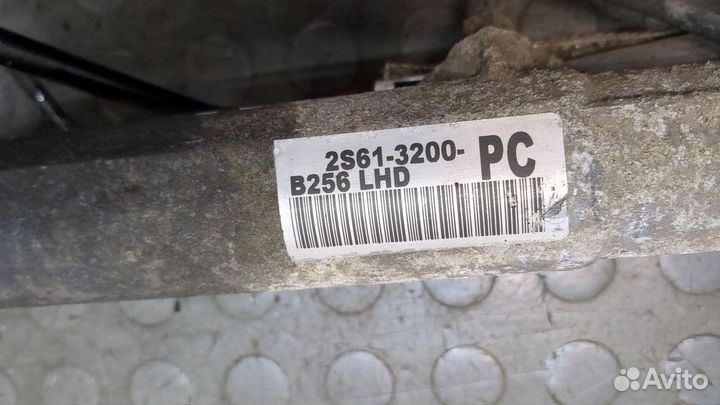 2S61-3200- PC
B256 LHD
Avito